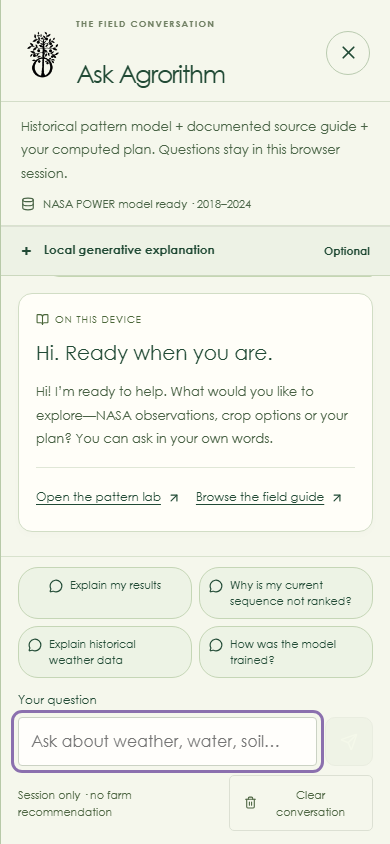 THE FIELD CONVERSATION
Ask Agrorithm
Historical pattern model + documented source guide +
your computed plan. Questions stay in this browser
session.
NASA POWER model ready · 2018–2024
+ Local generative explanation Optional
ON THIS DEVICE
Hi. Ready when you are.
Hi! I'm ready to help. What would you like to
explore—NASA observations, crop options or your
plan? You can ask in your own words.
Open the pattern lab Browse the field guide
Explain my results
Why is my current
sequence not ranked?
Explain historical
weather data
How was the model
trained?
Your question
Ask about weather, water, soil...
Session only · no farm
recommendation
Clear
conversation